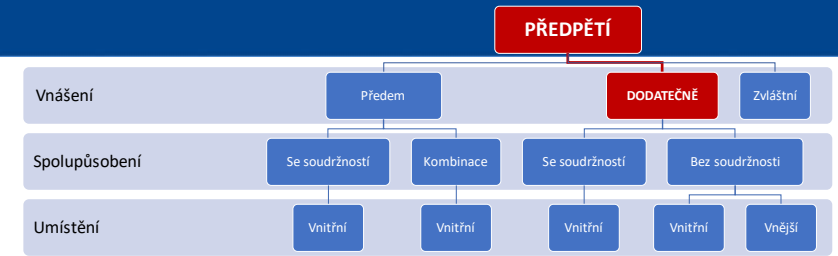 PŘEDPĚTÍ
Vnášení
Předem
DODATEČNĚ
Zvláštní
Spolupůsobení
Se soudržností
Kombinace
Se soudržností
Bez soudržnosti
Umístění
Vnitřní
Vnitřní
Vnitřní
Vnitřní
Vnější